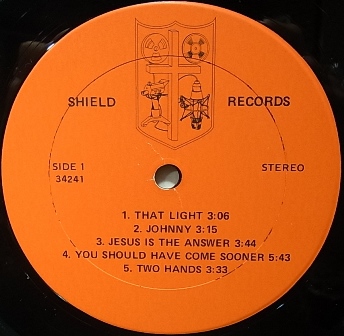 SHIELD RECORDS
SIDE 1 STEREO
34241
1. THAT LIGHT 3:06
2. JOHNNY 3:15
3. JESUS IS THE ANSWER 3:44
4. YOU SHOULD HAVE COME SOONER 5:43
5. TWO HANDS 3:33